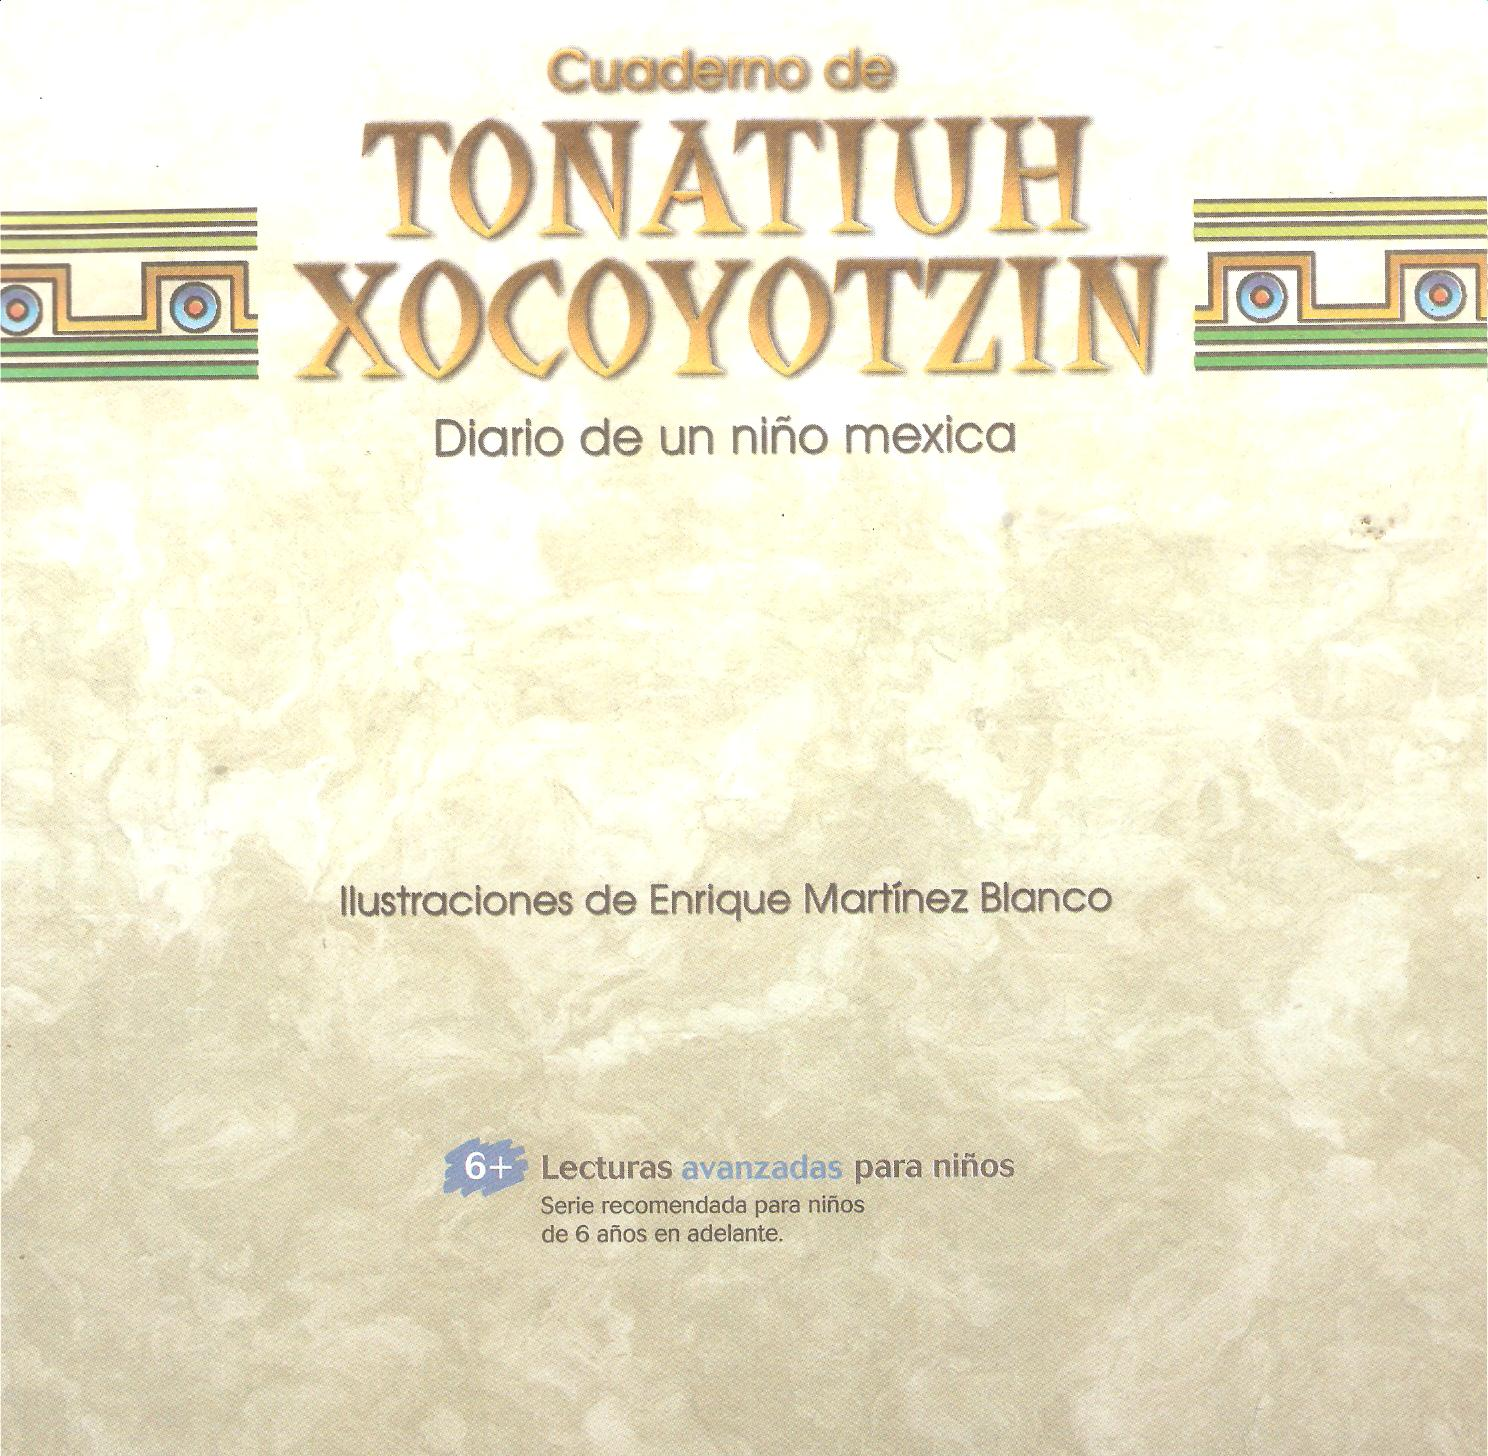 Cuaderno de
TONATIUH
XOCOYOTZIN
Diario de un niño mexica
Ilustraciones de Enrique Martínez Blanco
6+ Lecturas avanzadas para niños
Serie recomendada para niños
de 6 años en adelante.